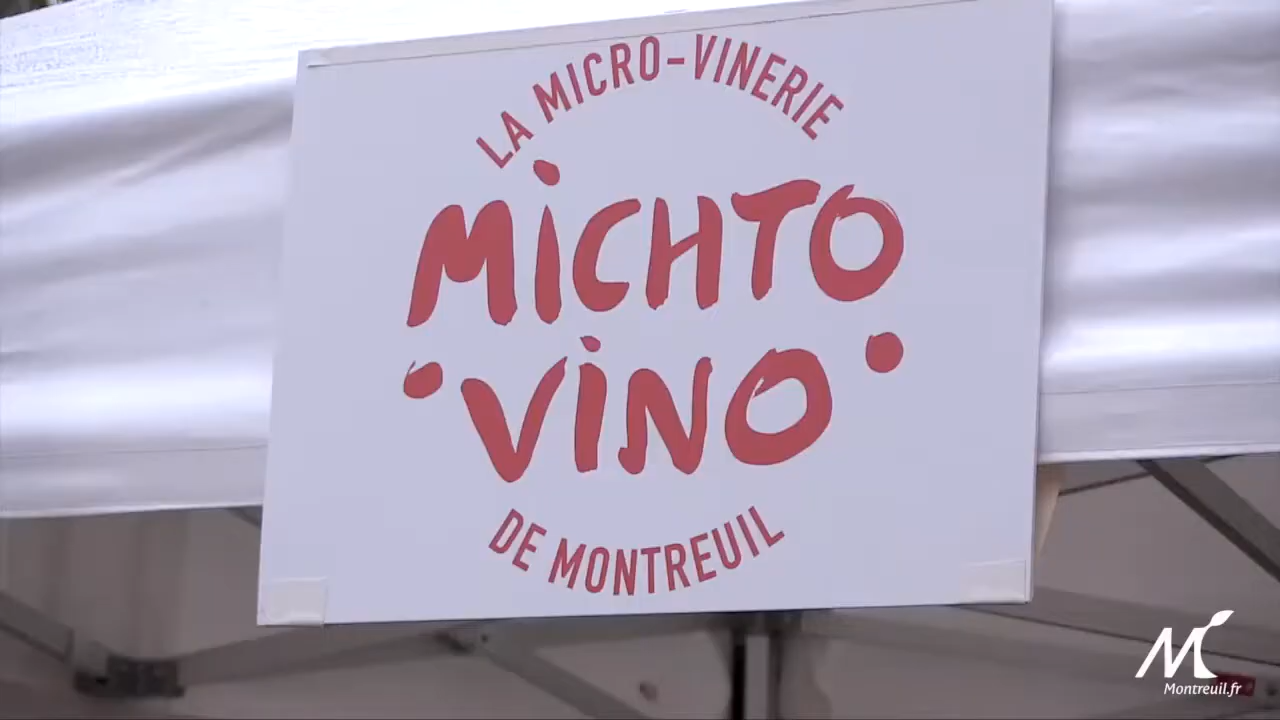 LA MICRO-VINERIE
MICHTO
VINO
DE MONTREUIL
Montreuil.fr